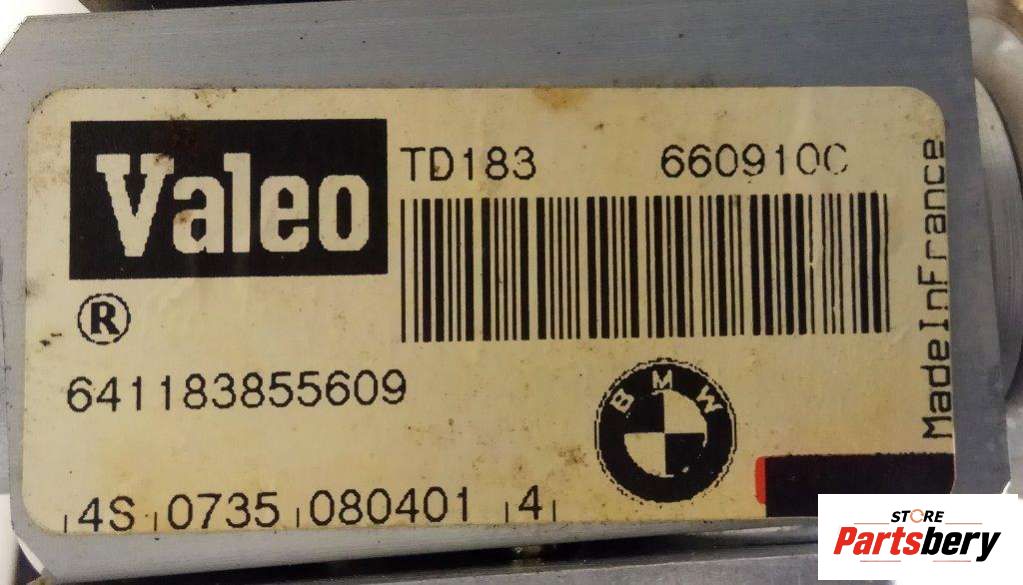 Valeo
®
TD183 660910C
641183855609
BMW
4S 0735 080401 4
MadeInFrance
STORE
Partsbery